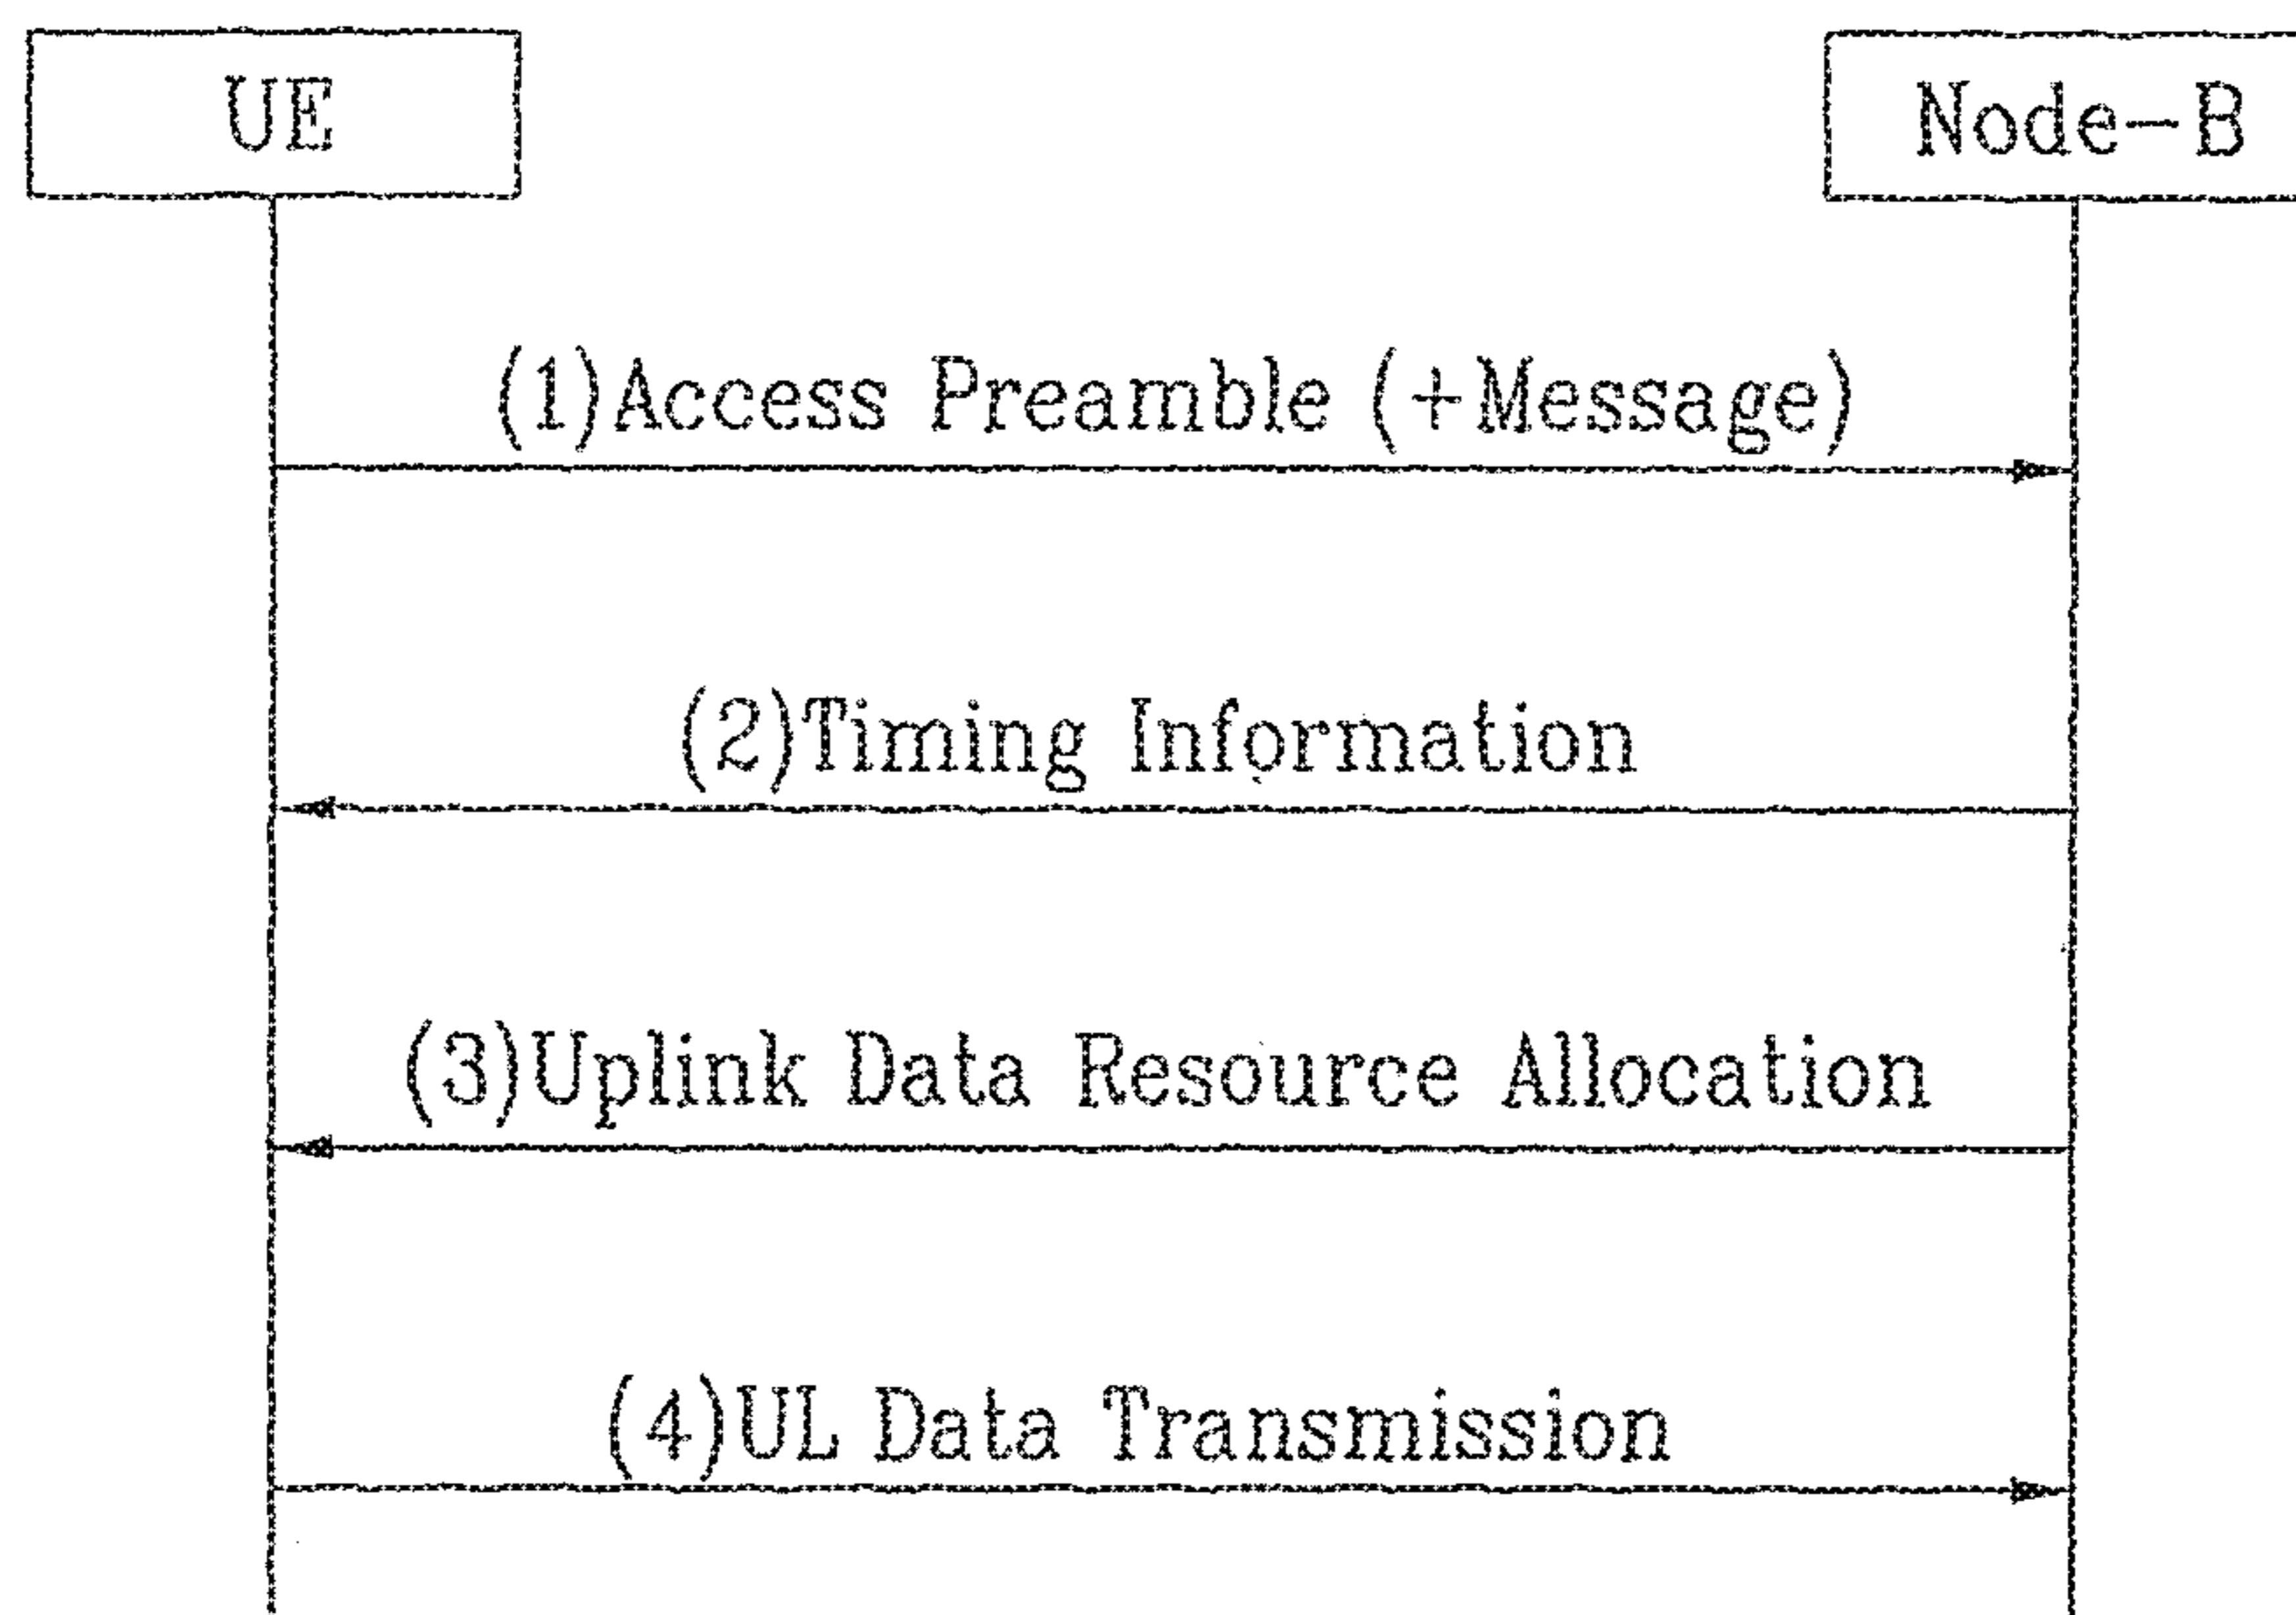 UE
Node-B
(1)Access Preamble (+Message)
(2)Timing Information
(3)Uplink Data Resource Allocation
(4)UL Data Transmission